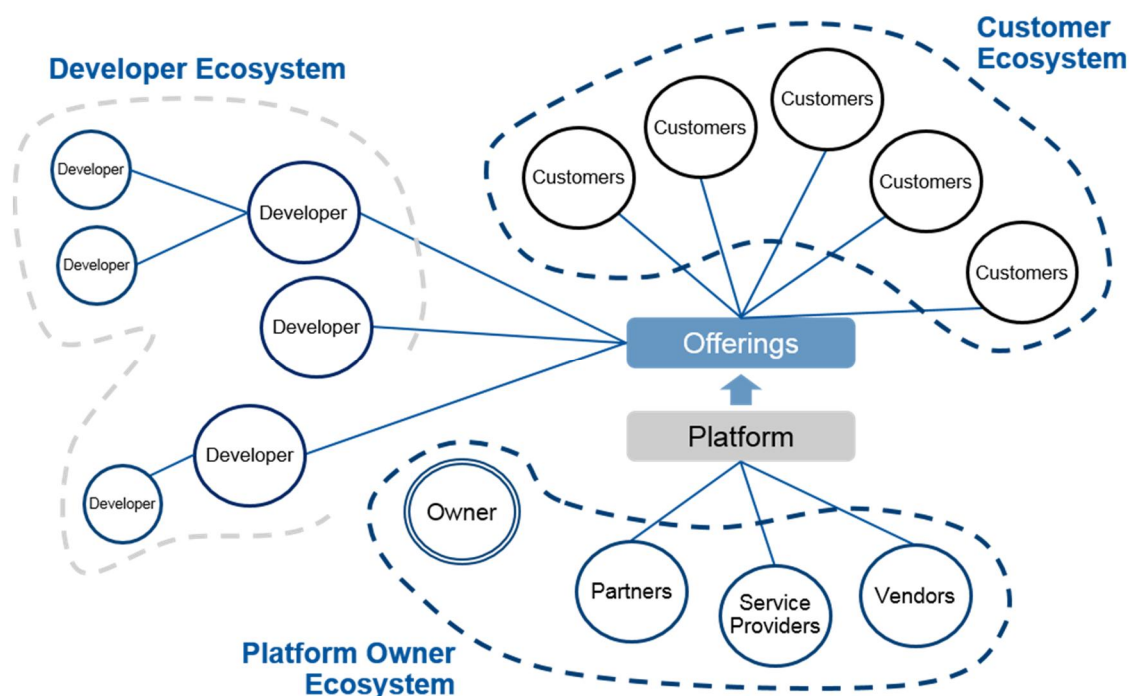 Customer
Ecosystem
Developer Ecosystem
Customers
Customers
Customers
Customers
Customers
Developer
Developer
Developer
Developer
Developer
Developer
Offerings
Platform
Owner
Partners
Service
Providers
Vendors
Platform Owner
Ecosystem